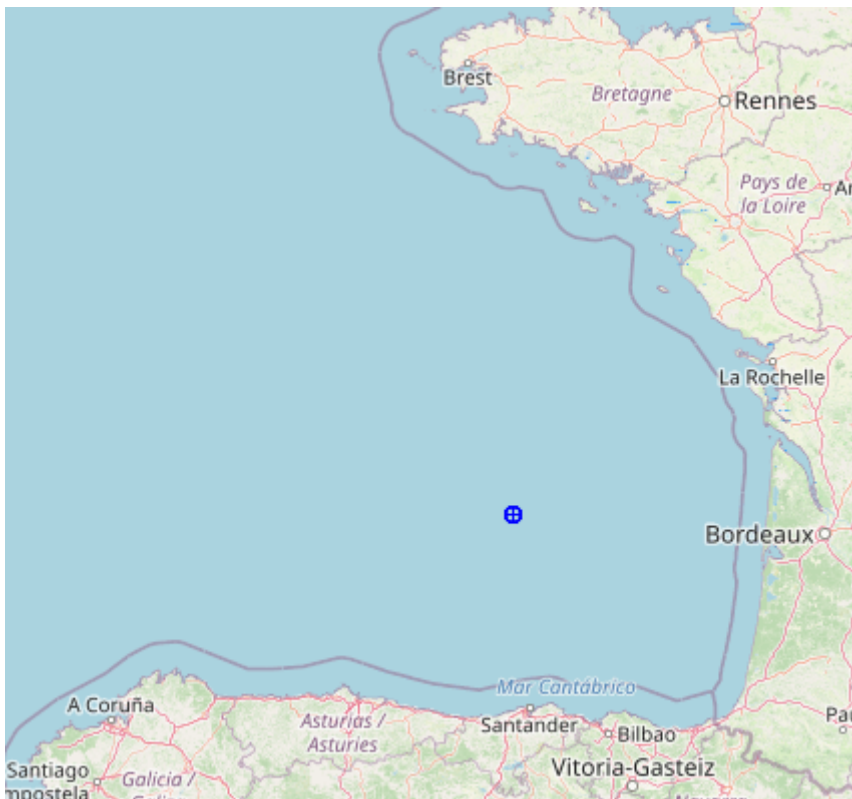 Brest
Bretagne
Rennes
Pays de
la Loire
La Rochelle
Bordeaux
Mar Cantábrico
A Coruña
Asturias /
Asturies
Santander
Bilbao
Santiago
Galicia /
Vitoria-Gasteiz